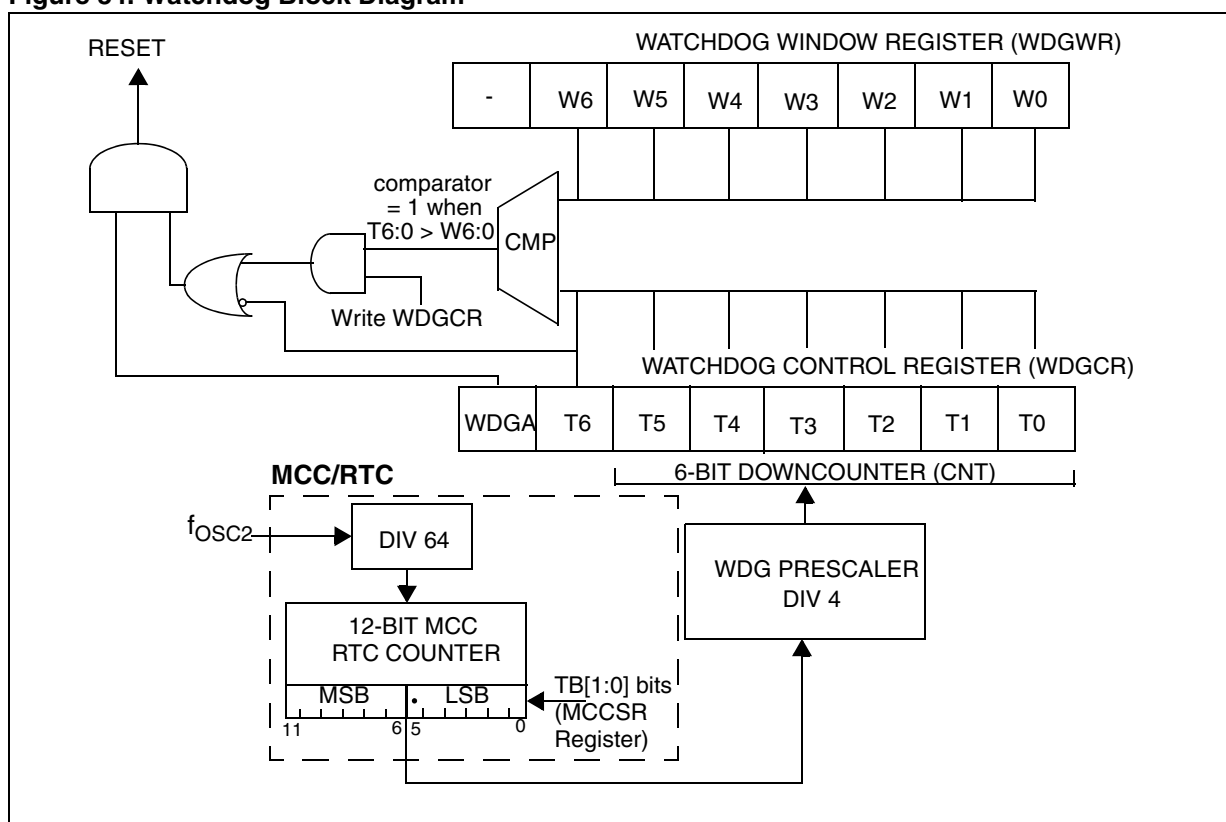 Figure 34. Watchdog Block Diagram
RESET
WATCHDOG WINDOW REGISTER (WDGWR)
- W6 W5 W4 W3 W2 W1 W0
comparator
= 1 when
T6:0 > W6:0
CMP
Write WDGCR
WATCHDOG CONTROL REGISTER (WDGCR)
WDGA T6 T5 T4 T3 T2 T1 T0
6-BIT DOWNCOUNTER (CNT)
MCC/RTC
fOSC2
DIV 64
WDG PRESCALER
DIV 4
12-BIT MCC
RTC COUNTER
MSB LSB
11 6 5 0
TB[1:0] bits
(MCCSR
Register)